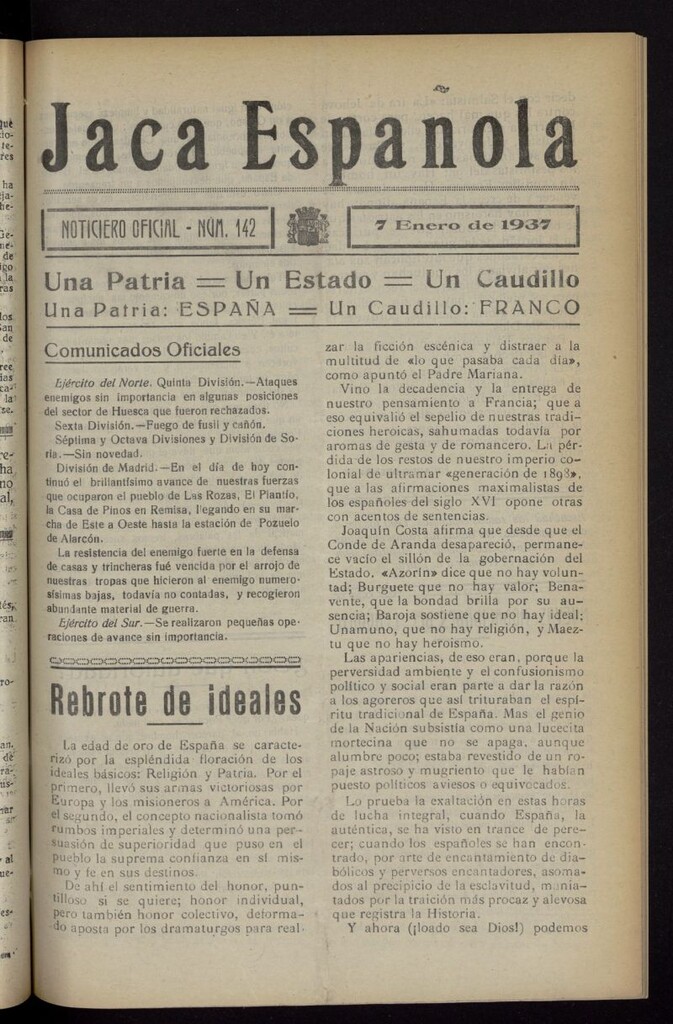 Jaca Española
NOTICIERO OFICIAL - NÚM. 142
7 Enero de 1937
Una Patria = Un Estado = Un Caudillo
Una Patria: ESPAÑA = Un Caudillo: FRANCO
Comunicados Oficiales
Ejército del Norte. Quinta División.—Ataques
enemigos sin importancia en algunas posiciones
del sector de Huesca que fueron rechazados.
Sexta División.—Fuego de fusil y cañón.
Séptima y Octava Divisiones y División de So-
ria.—Sin novedad.
División de Madrid.—En el día de hoy con-
tinuó el brillantísimo avance de nuestras fuerzas
que ocuparon el pueblo de Las Rozas, El Plantío,
la Casa de Pinos en Remisa, llegando en su mar-
cha de Este a Oeste hasta la estación de Pozuelo
de Alarcón.
La resistencia del enemigo fuerte en la defensa
de casas y trincheras fué vencida por el arrojo de
nuestras tropas que hicieron al enemigo numero-
sísimas bajas, todavía no contadas, y recogieron
abundante material de guerra.
Ejército del Sur.—Se realizaron pequeñas ope-
raciones de avance sin importancia.
Rebrote de ideales
La edad de oro de España se caracte-
rizó por la espléndida floración de los
ideales básicos: Religión y Patria. Por el
primero, llevó sus armas victoriosas por
Europa y los misioneros a América. Por
el segundo, el concepto nacionalista tomó
rumbos imperiales y determinó una per-
suasión de superioridad que puso en el
pueblo la suprema confianza en sí mis-
mo y fe en sus destinos.
De ahí el sentimiento del honor, pun-
tilloso si se quiere; honor individual,
pero también honor colectivo, deforma-
do aposta por los dramaturgos para real-
zar la ficción escénica y distraer a la
multitud de «lo que pasaba cada día»,
como apuntó el Padre Mariana.
Vino la decadencia y la entrega de
nuestro pensamiento a Francia; que a
eso equivalió el sepelio de nuestras tradi-
ciones heroicas, sahumadas todavía por
aromas de gesta y de romancero. La pér-
dida de los restos de nuestro imperio co-
lonial de ultramar «generación de 1898»,
que a las afirmaciones maximalistas de
los españoles del siglo XVI opone otras
con acentos de sentencias.
Joaquín Costa afirma que desde que el
Conde de Aranda desapareció, permane-
ce vacío el sillón de la gobernación del
Estado. «Azorín» dice que no hay volun-
tad; Burguete que no hay valor; Bena-
vente, que la bondad brilla por su au-
sencia; Baroja sostiene que no hay ideal;
Unamuno, que no hay religión, y Maez-
tu que no hay heroismo.
Las apariencias, de eso eran, porque la
perversidad ambiente y el confusionismo
político y social eran parte a dar la razón
a los agoreros que así trituraban el espí-
ritu tradicional de España. Mas el genio
de la Nación subsistía como una lucecita
mortecina que no se apaga, aunque
alumbre poco; estaba revestido de un ro-
paje astroso y mugriento que le habían
puesto políticos aviesos o equivocados.
Lo prueba la exaltación en estas horas
de lucha integral, cuando España, la
auténtica, se ha visto en trance de pere-
cer; cuando los españoles se han encon-
trado, por arte de encantamiento de dia-
bólicos y perversos encantadores, asoma-
dos al precipicio de la esclavitud, mania-
tados por la traición más procaz y alevosa
que registra la Historia.
Y ahora (¡loado sea Dios!) podemos